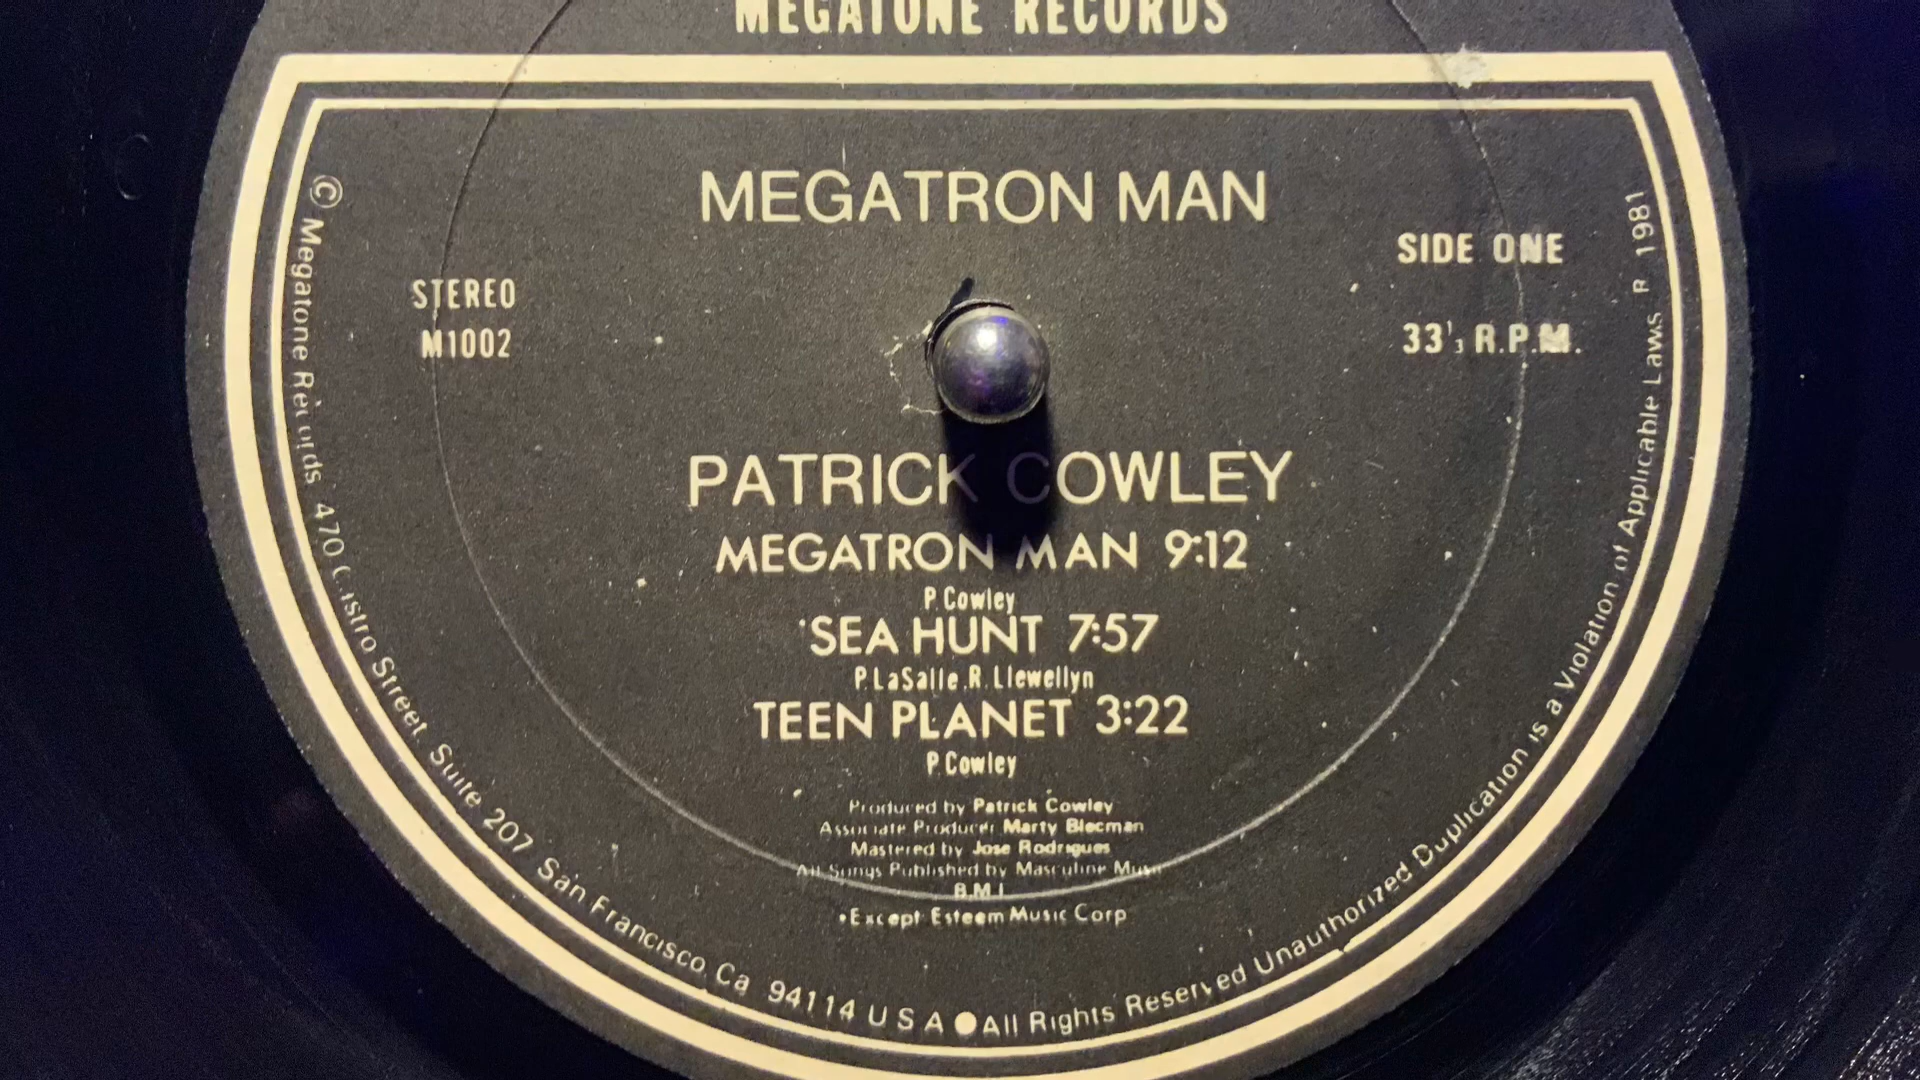 MEGATONE RECORDS
MEGATRON MAN
STEREO
M1002
SIDE ONE
33 1/3 R.P.M.
PATRICK COWLEY
MEGATRON MAN 9:12
P. Cowley
*SEA HUNT 7:57
P. LaSalle, R. Llewellyn
TEEN PLANET 3:22
P. Cowley
Produced by Patrick Cowley
Associate Producer Marty Blecman
Mastered by Jose Rodrigues
All Songs Published by Masculine Music
B.M.I.
•Except Esteem Music Corp
© Megatone Records 470 Castro Street Suite 207 San Francisco Ca 94114 U S A ●All Rights Reserved Unauthorized Duplication is a Violation of Applicable Laws P 1981